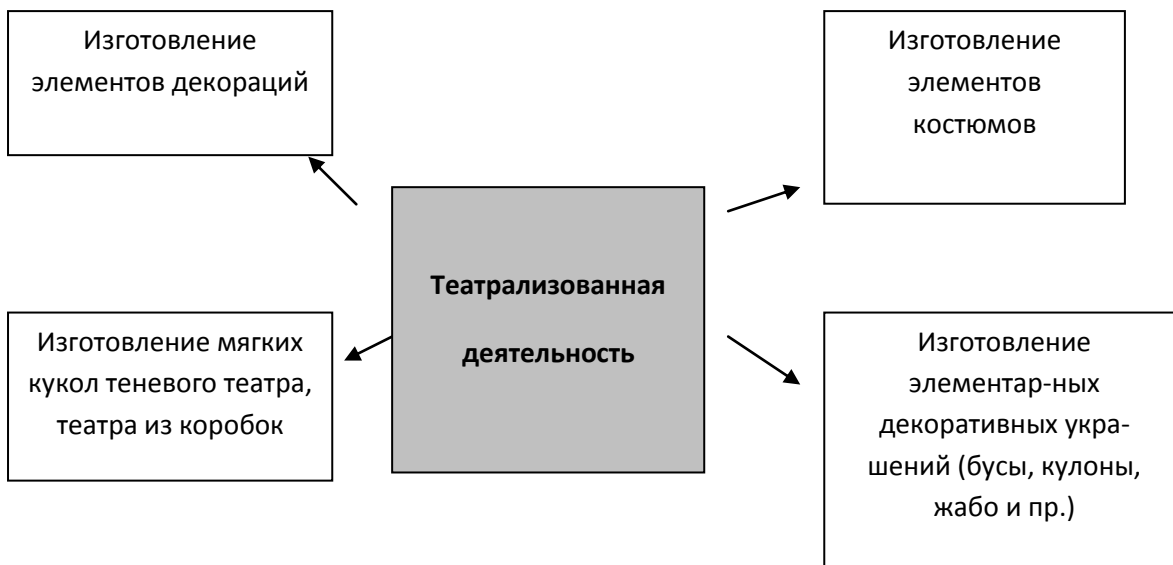 Изготовление
элементов декораций
Изготовление
элементов
костюмов
Театрализованная
деятельность
Изготовление мягких
кукол теневого театра,
театра из коробок
Изготовление
элементар-ных
декоративных укра-
шений (бусы, кулоны,
жабо и пр.)